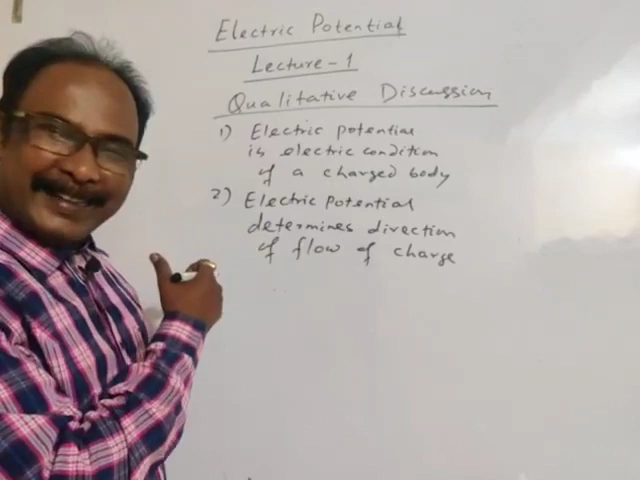 Electric Potential
Lecture-1
Qualitative Discussion
1) Electric potential
is electric condition
of a charged body
2) Electric Potential
determines direction
of flow of charge